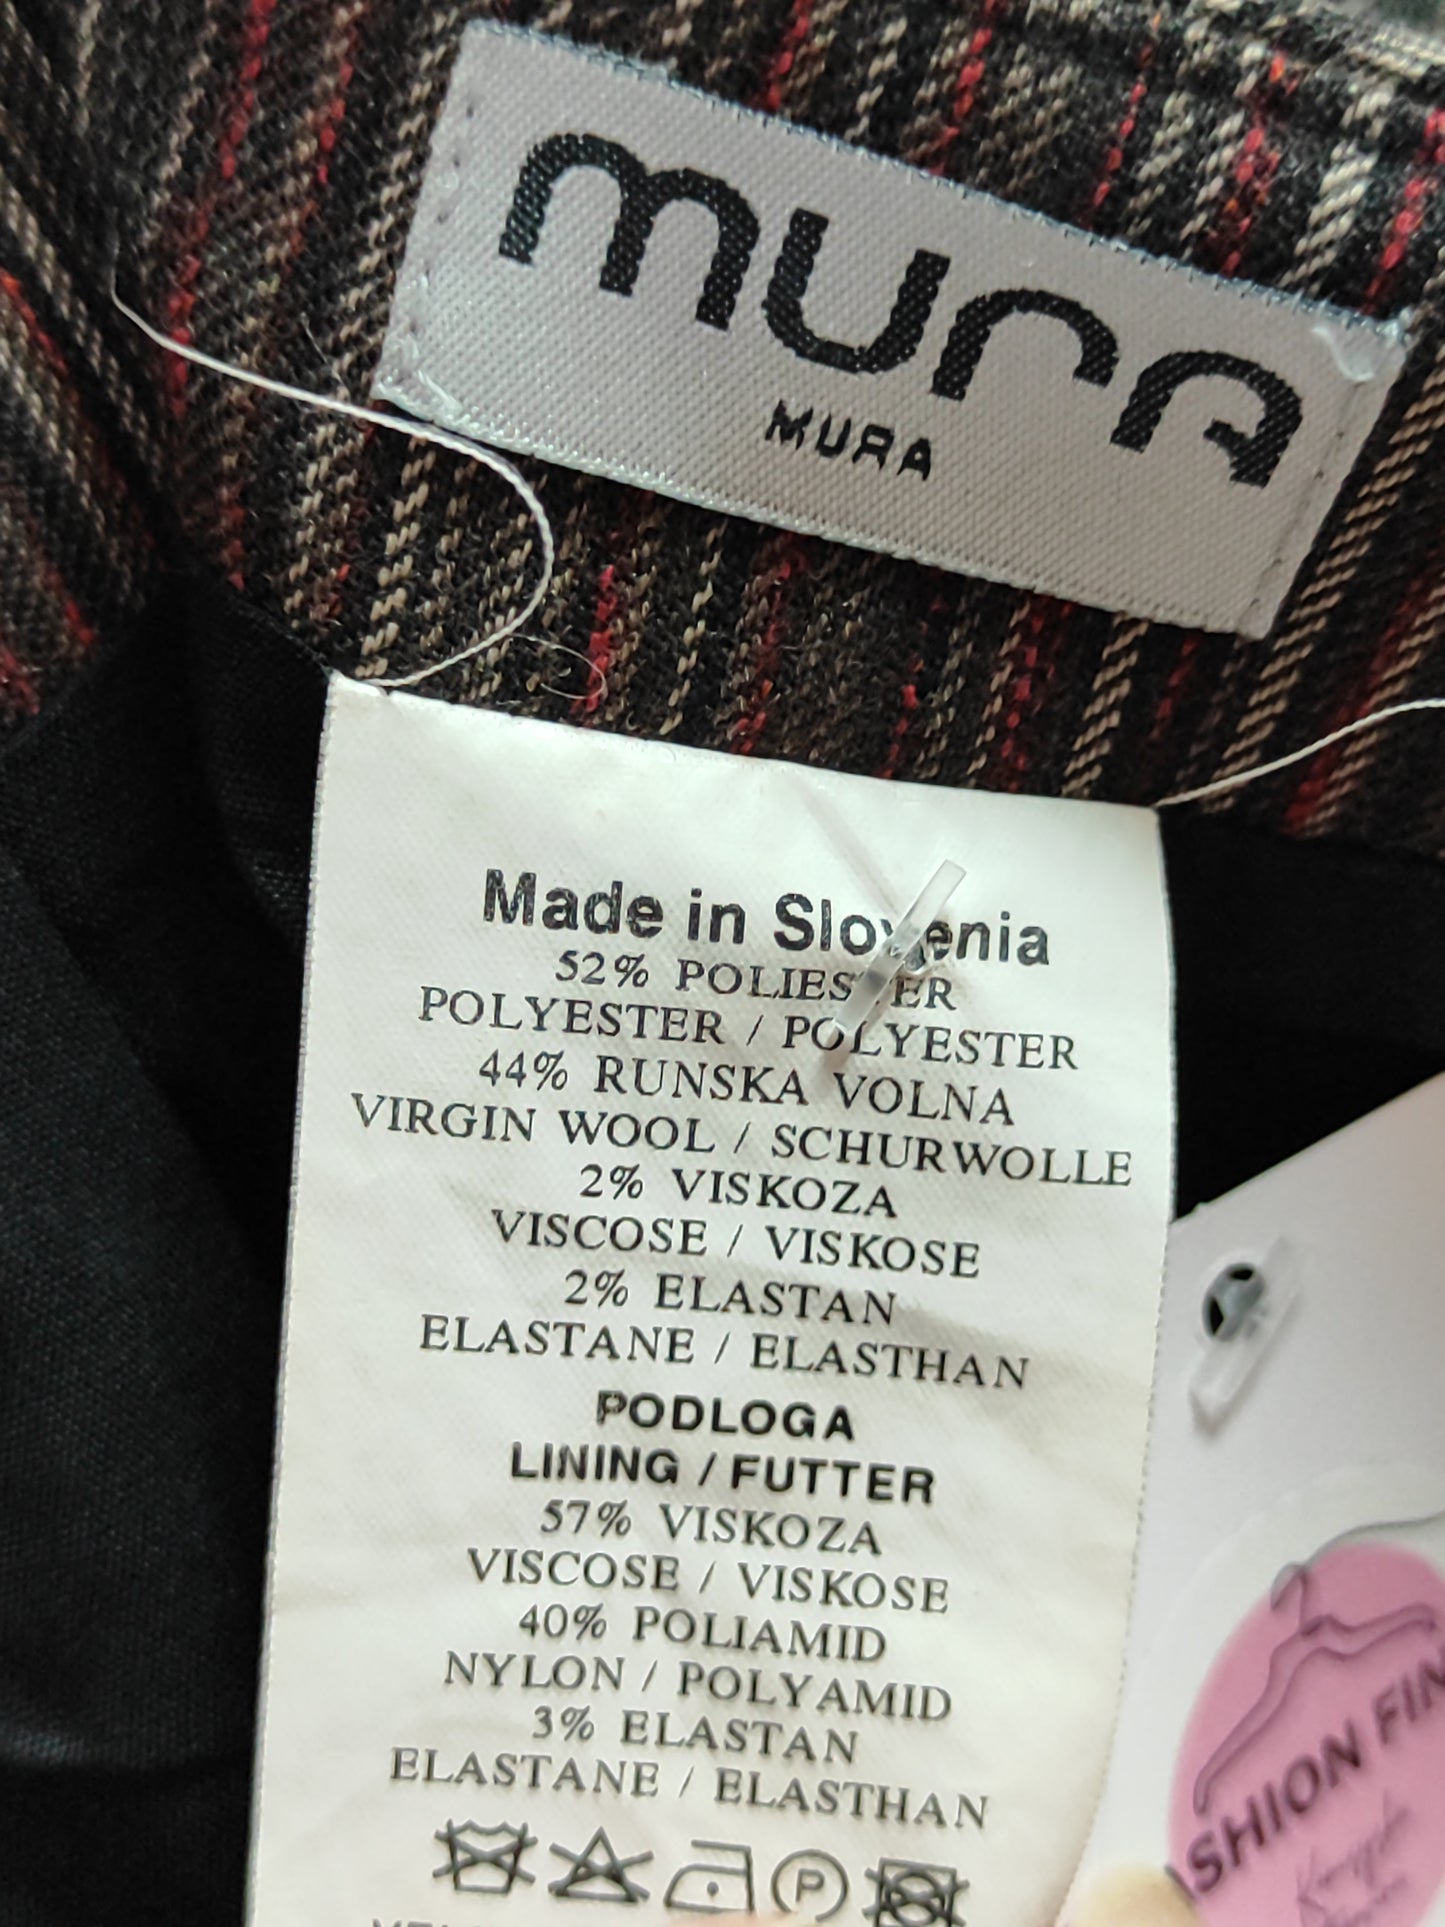 mura
MURA
Made in Slovenia
52% POLIESTER
POLYESTER / POLYESTER
44% RUNSKA VOLNA
VIRGIN WOOL / SCHURWOLLE
2% VISKOZA
VISCOSE / VISKOSE
2% ELASTAN
ELASTANE / ELASTHAN
PODLOGA
LINING / FUTTER
57% VISKOZA
VISCOSE / VISKOSE
40% POLIAMID
NYLON / POLYAMID
3% ELASTAN
ELASTANE / ELASTHAN
P
SHION FIN